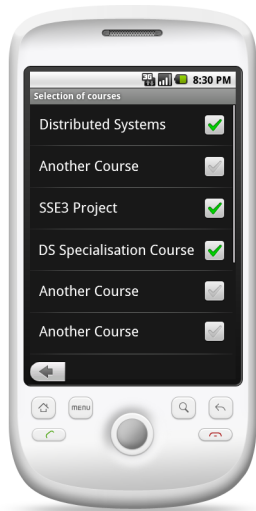 3G
8:30 PM
Selection of courses
Distributed Systems
Another Course
SSE3 Project
DS Specialisation Course
Another Course
Another Course
MENU